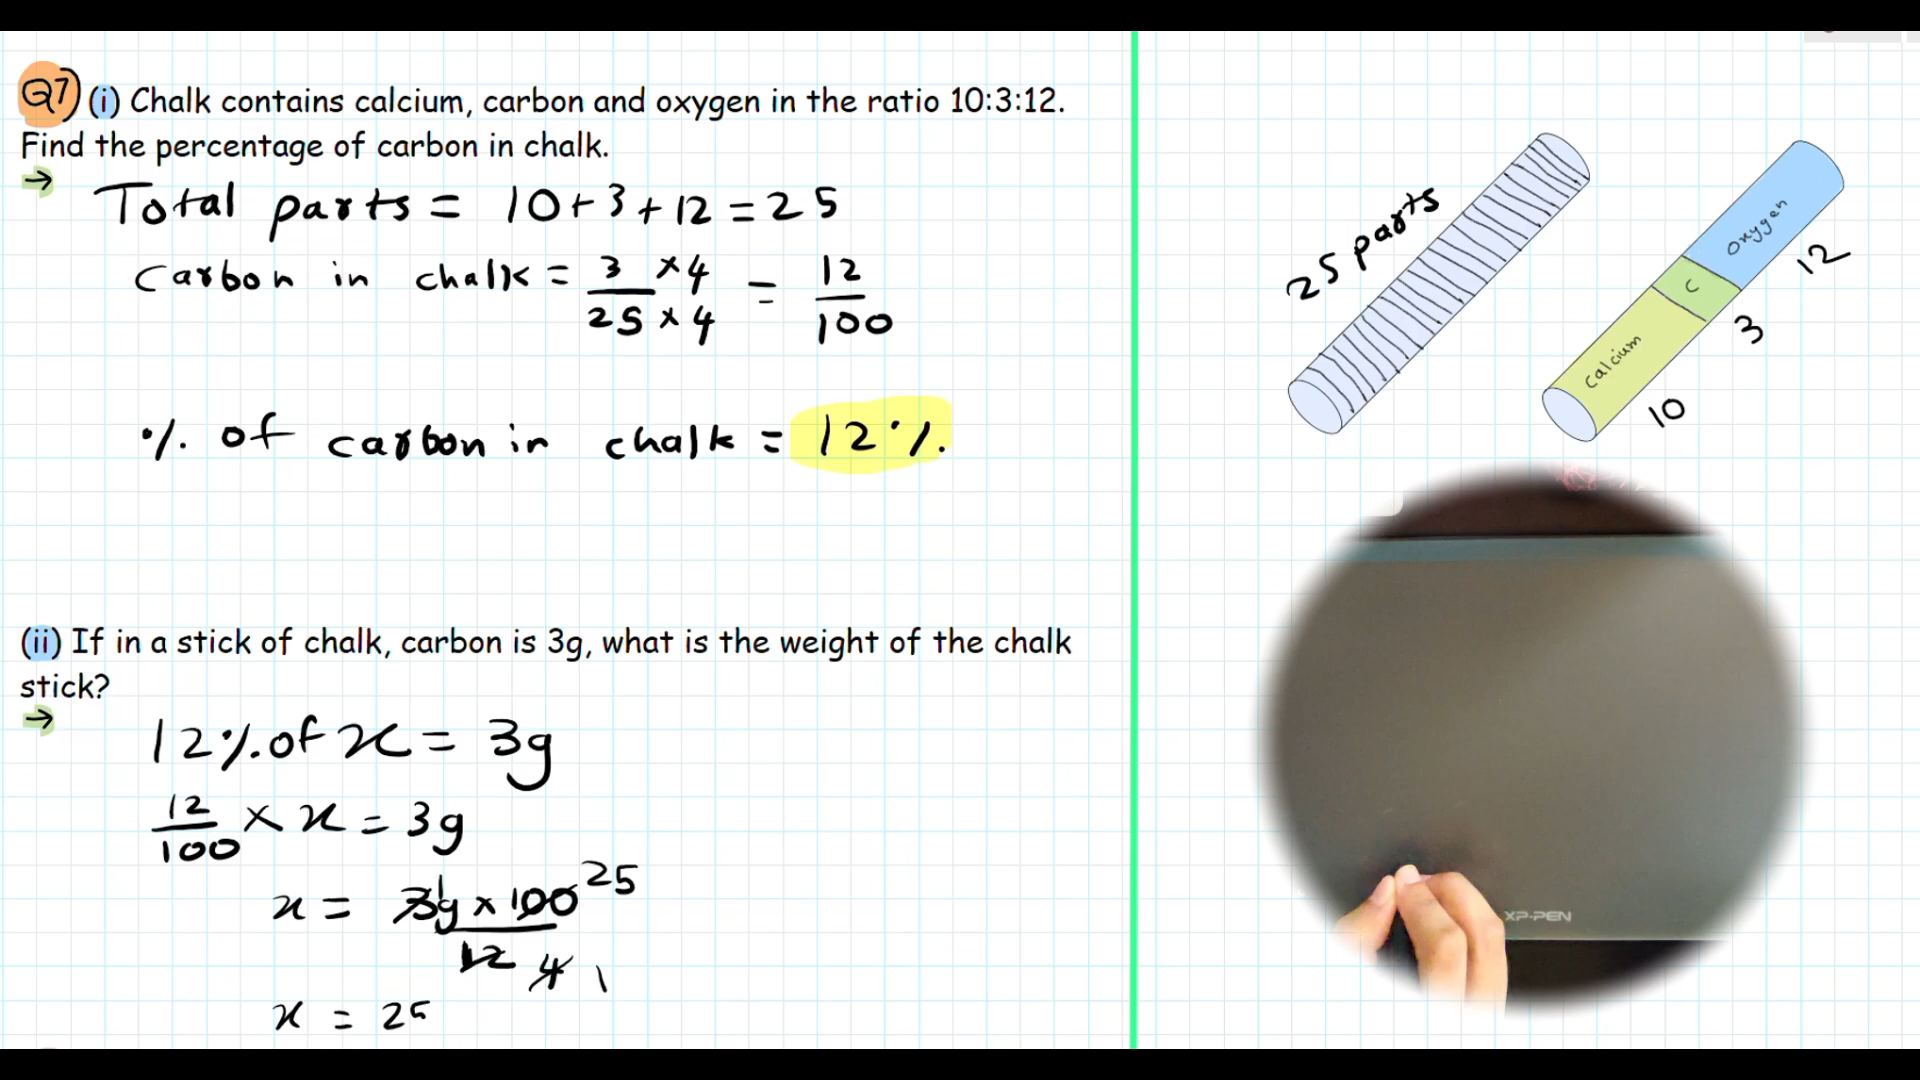 Q7 (i) Chalk contains calcium, carbon and oxygen in the ratio 10:3:12.
Find the percentage of carbon in chalk.
→ Total parts = 10+3+12 = 25
Carbon in chalk = 3 ×4 / 25 ×4 = 12 / 100
% of carbon in chalk = 12%.
(ii) If in a stick of chalk, carbon is 3g, what is the weight of the chalk
stick?
→ 12% of x = 3g
12/100 × x = 3g
x = 3g × 100 / 12 1 25 4 1
x = 25
25 parts
Oxygen
12
C
3
Calcium
10
XP-PEN